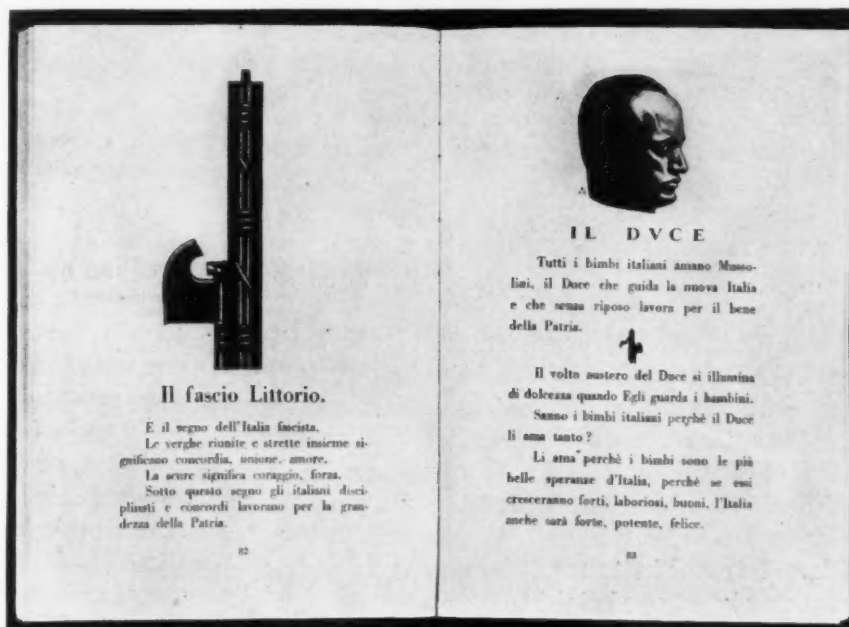 Il fascio Littorio.
E il segno dell'Italia fascista.
Le verghe riunite e strette insieme si-
gnificano concordia, unione, amore.
La scure significa coraggio, forza.
Sotto questo segno gli italiani disci-
plinati e concordi lavorano per la gran-
dezza della Patria.
82
IL DVCE
Tutti i bimbi italiani amano Musso-
lini, il Duce che guida la nuova Italia
e che senza riposo lavora per il bene
della Patria.
Il volto austero del Duce si illumina
di dolcezza quando Egli guarda i bambini.
Sanno i bimbi italiani perchè il Duce
li ama tanto?
Li ama perchè i bimbi sono le più
belle speranze d'Italia, perchè se essi
cresceranno forti, laboriosi, buoni, l'Italia
anche sarà forte, potente, felice.
83